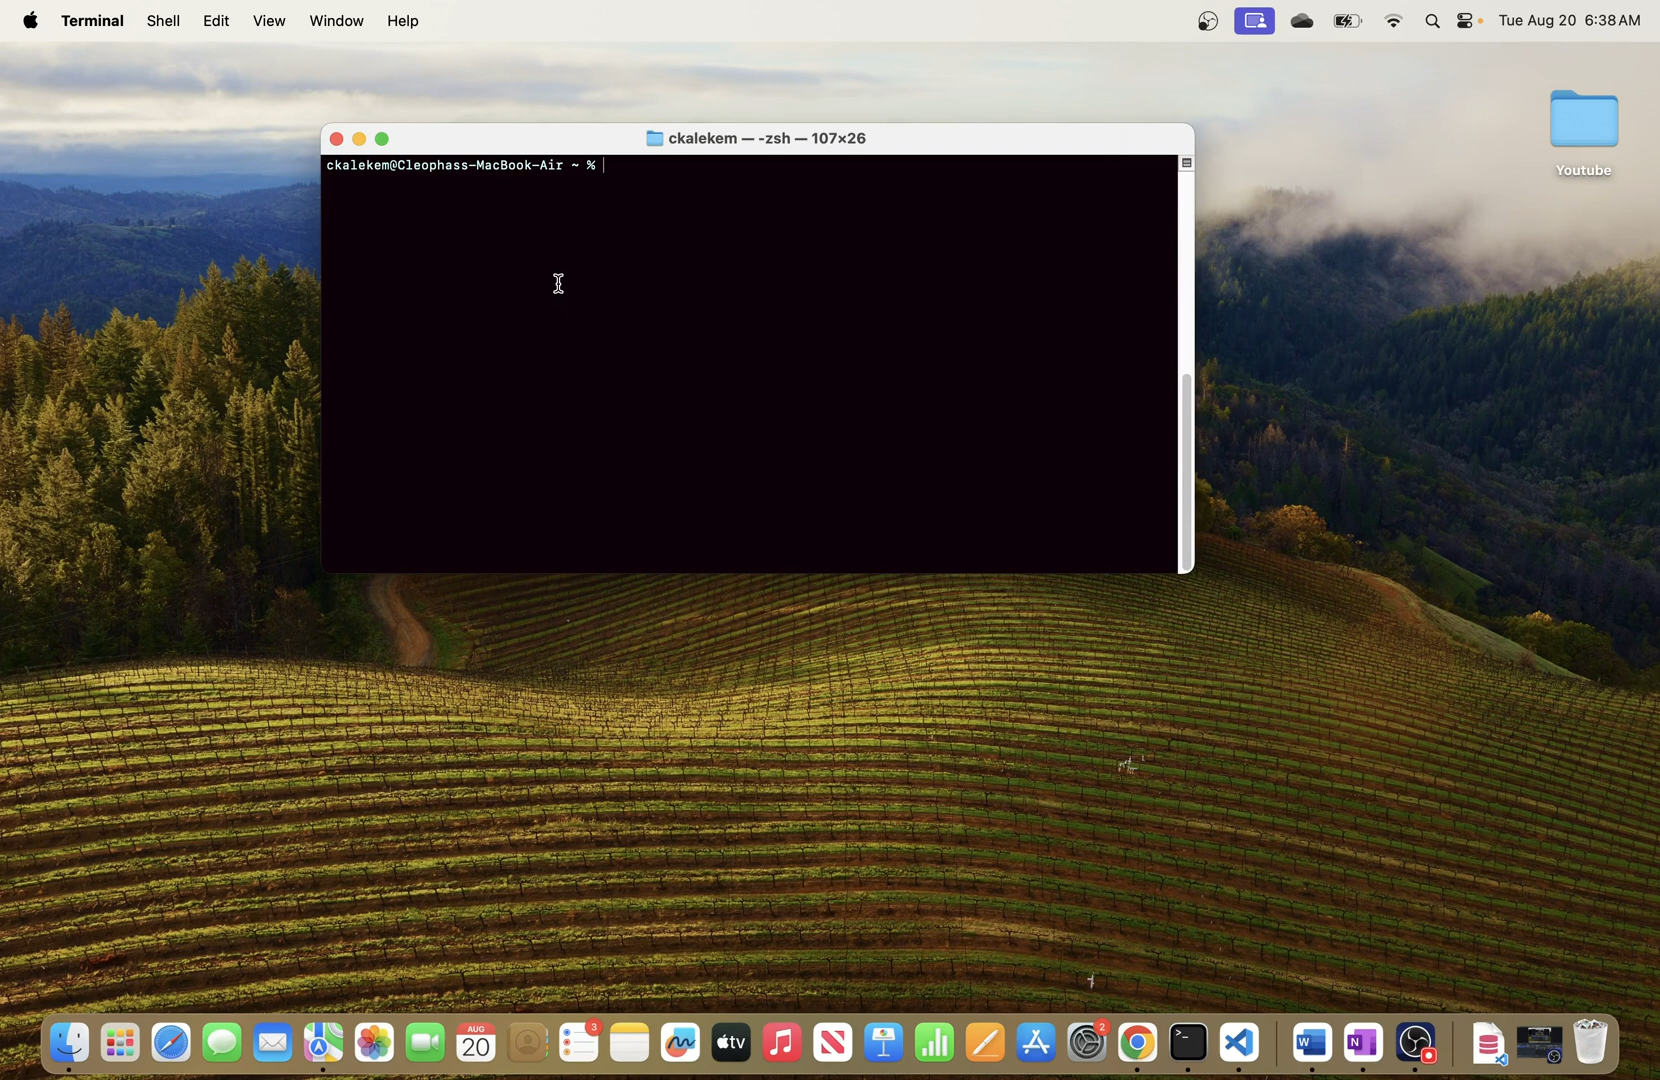 Terminal Shell Edit View Window Help Tue Aug 20 6:38 AM
Youtube
ckalekem — -zsh — 107×26
ckalekem@Cleophass-MacBook-Air ~ %
AUG
20
3
tv
2
>_
W
N